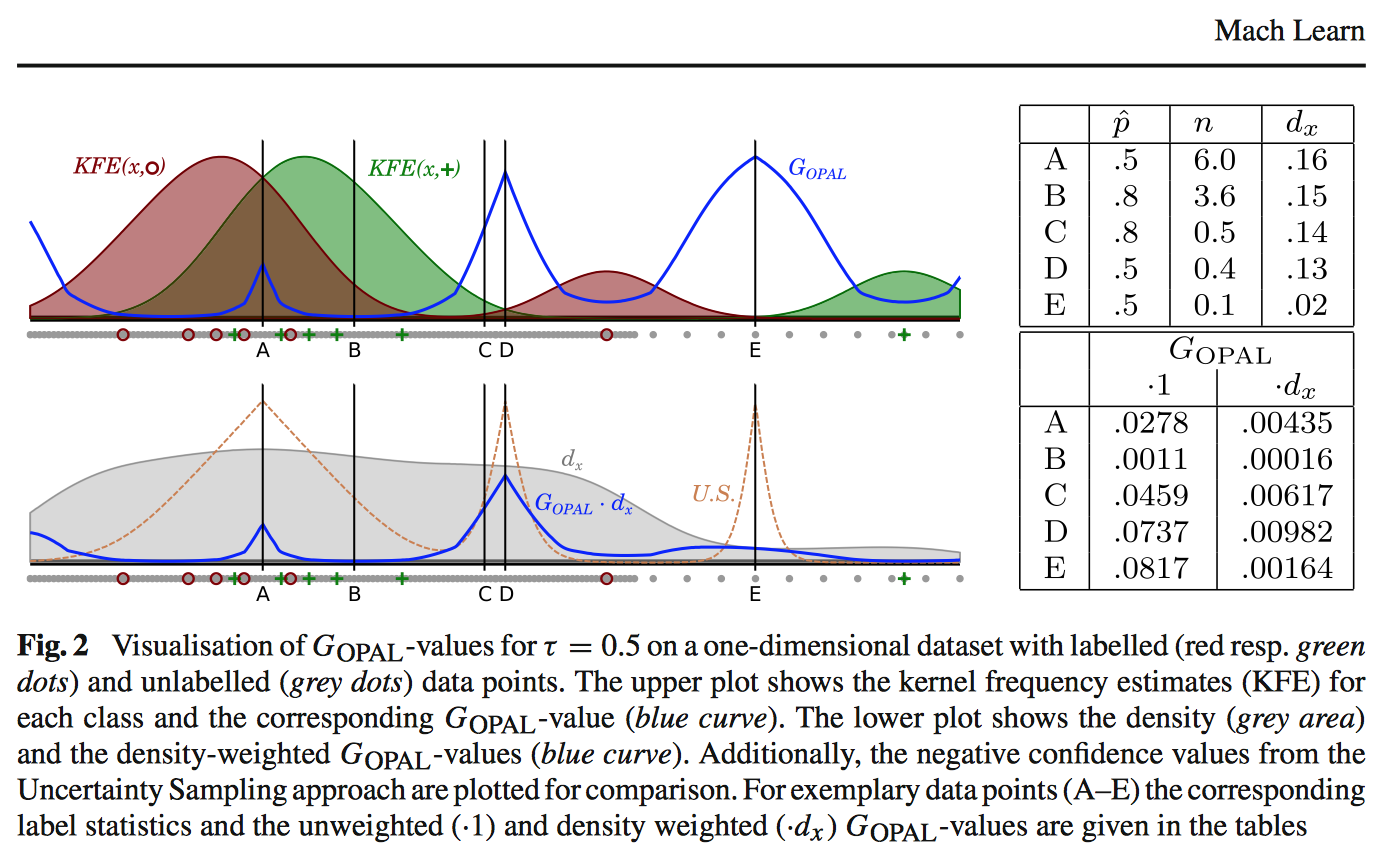 Mach Learn
KFE(x,o)
KFE(x,+)
G_OPAL
A B C D E
d_x
U.S.
G_OPAL · d_x
A B C D E
p̂ n d_x
A .5 6.0 .16
B .8 3.6 .15
C .8 0.5 .14
D .5 0.4 .13
E .5 0.1 .02
G_OPAL
·1 ·d_x
A .0278 .00435
B .0011 .00016
C .0459 .00617
D .0737 .00982
E .0817 .00164
Fig. 2 Visualisation of G_OPAL-values for τ = 0.5 on a one-dimensional dataset with labelled (red resp. green
dots) and unlabelled (grey dots) data points. The upper plot shows the kernel frequency estimates (KFE) for
each class and the corresponding G_OPAL-value (blue curve). The lower plot shows the density (grey area)
and the density-weighted G_OPAL-values (blue curve). Additionally, the negative confidence values from the
Uncertainty Sampling approach are plotted for comparison. For exemplary data points (A–E) the corresponding
label statistics and the unweighted (·1) and density weighted (·d_x) G_OPAL-values are given in the tables